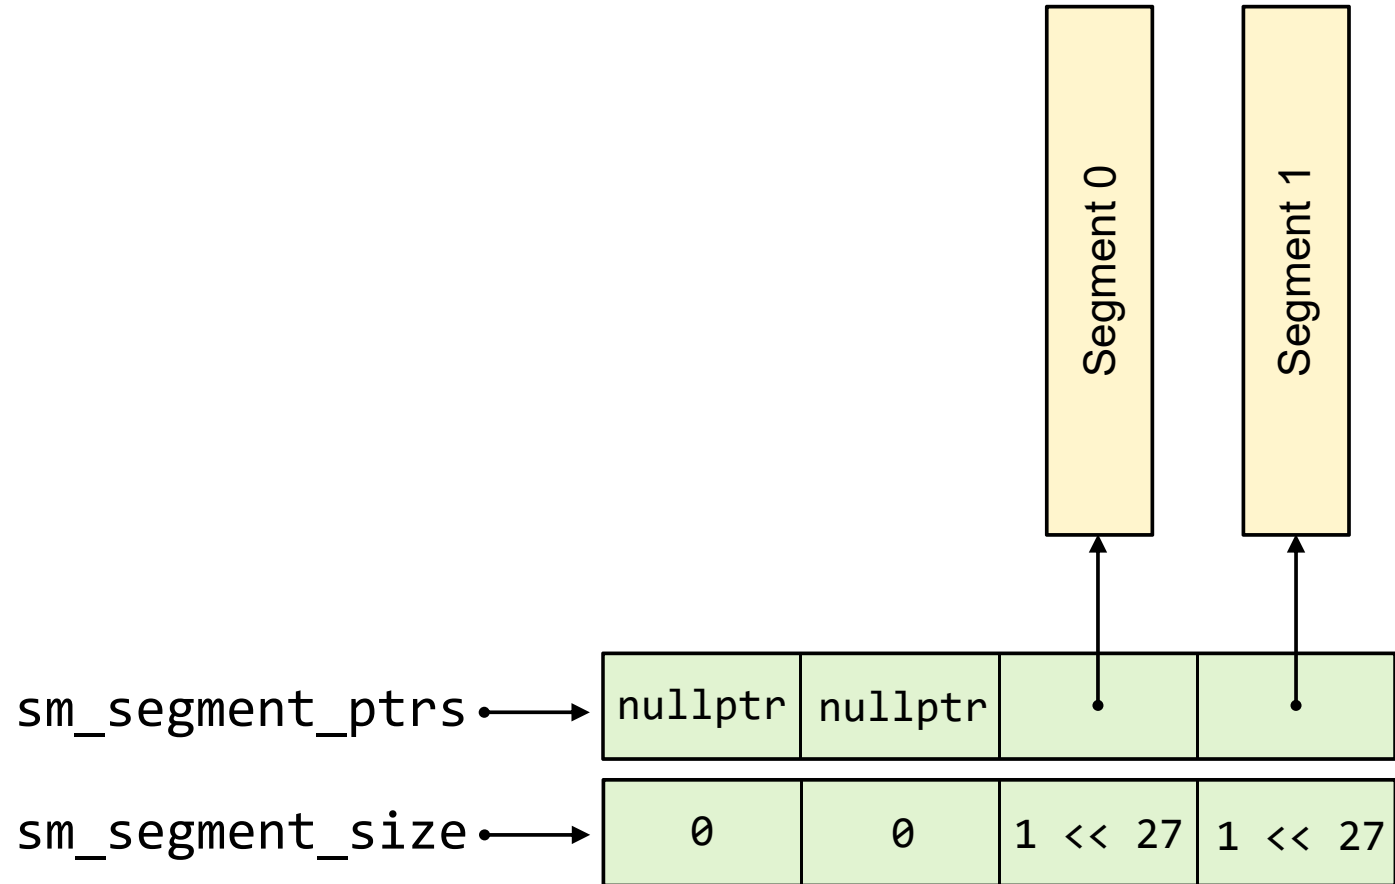 Segment 0
Segment 1
sm_segment_ptrs nullptr nullptr
sm_segment_size 0 0 1 << 27 1 << 27